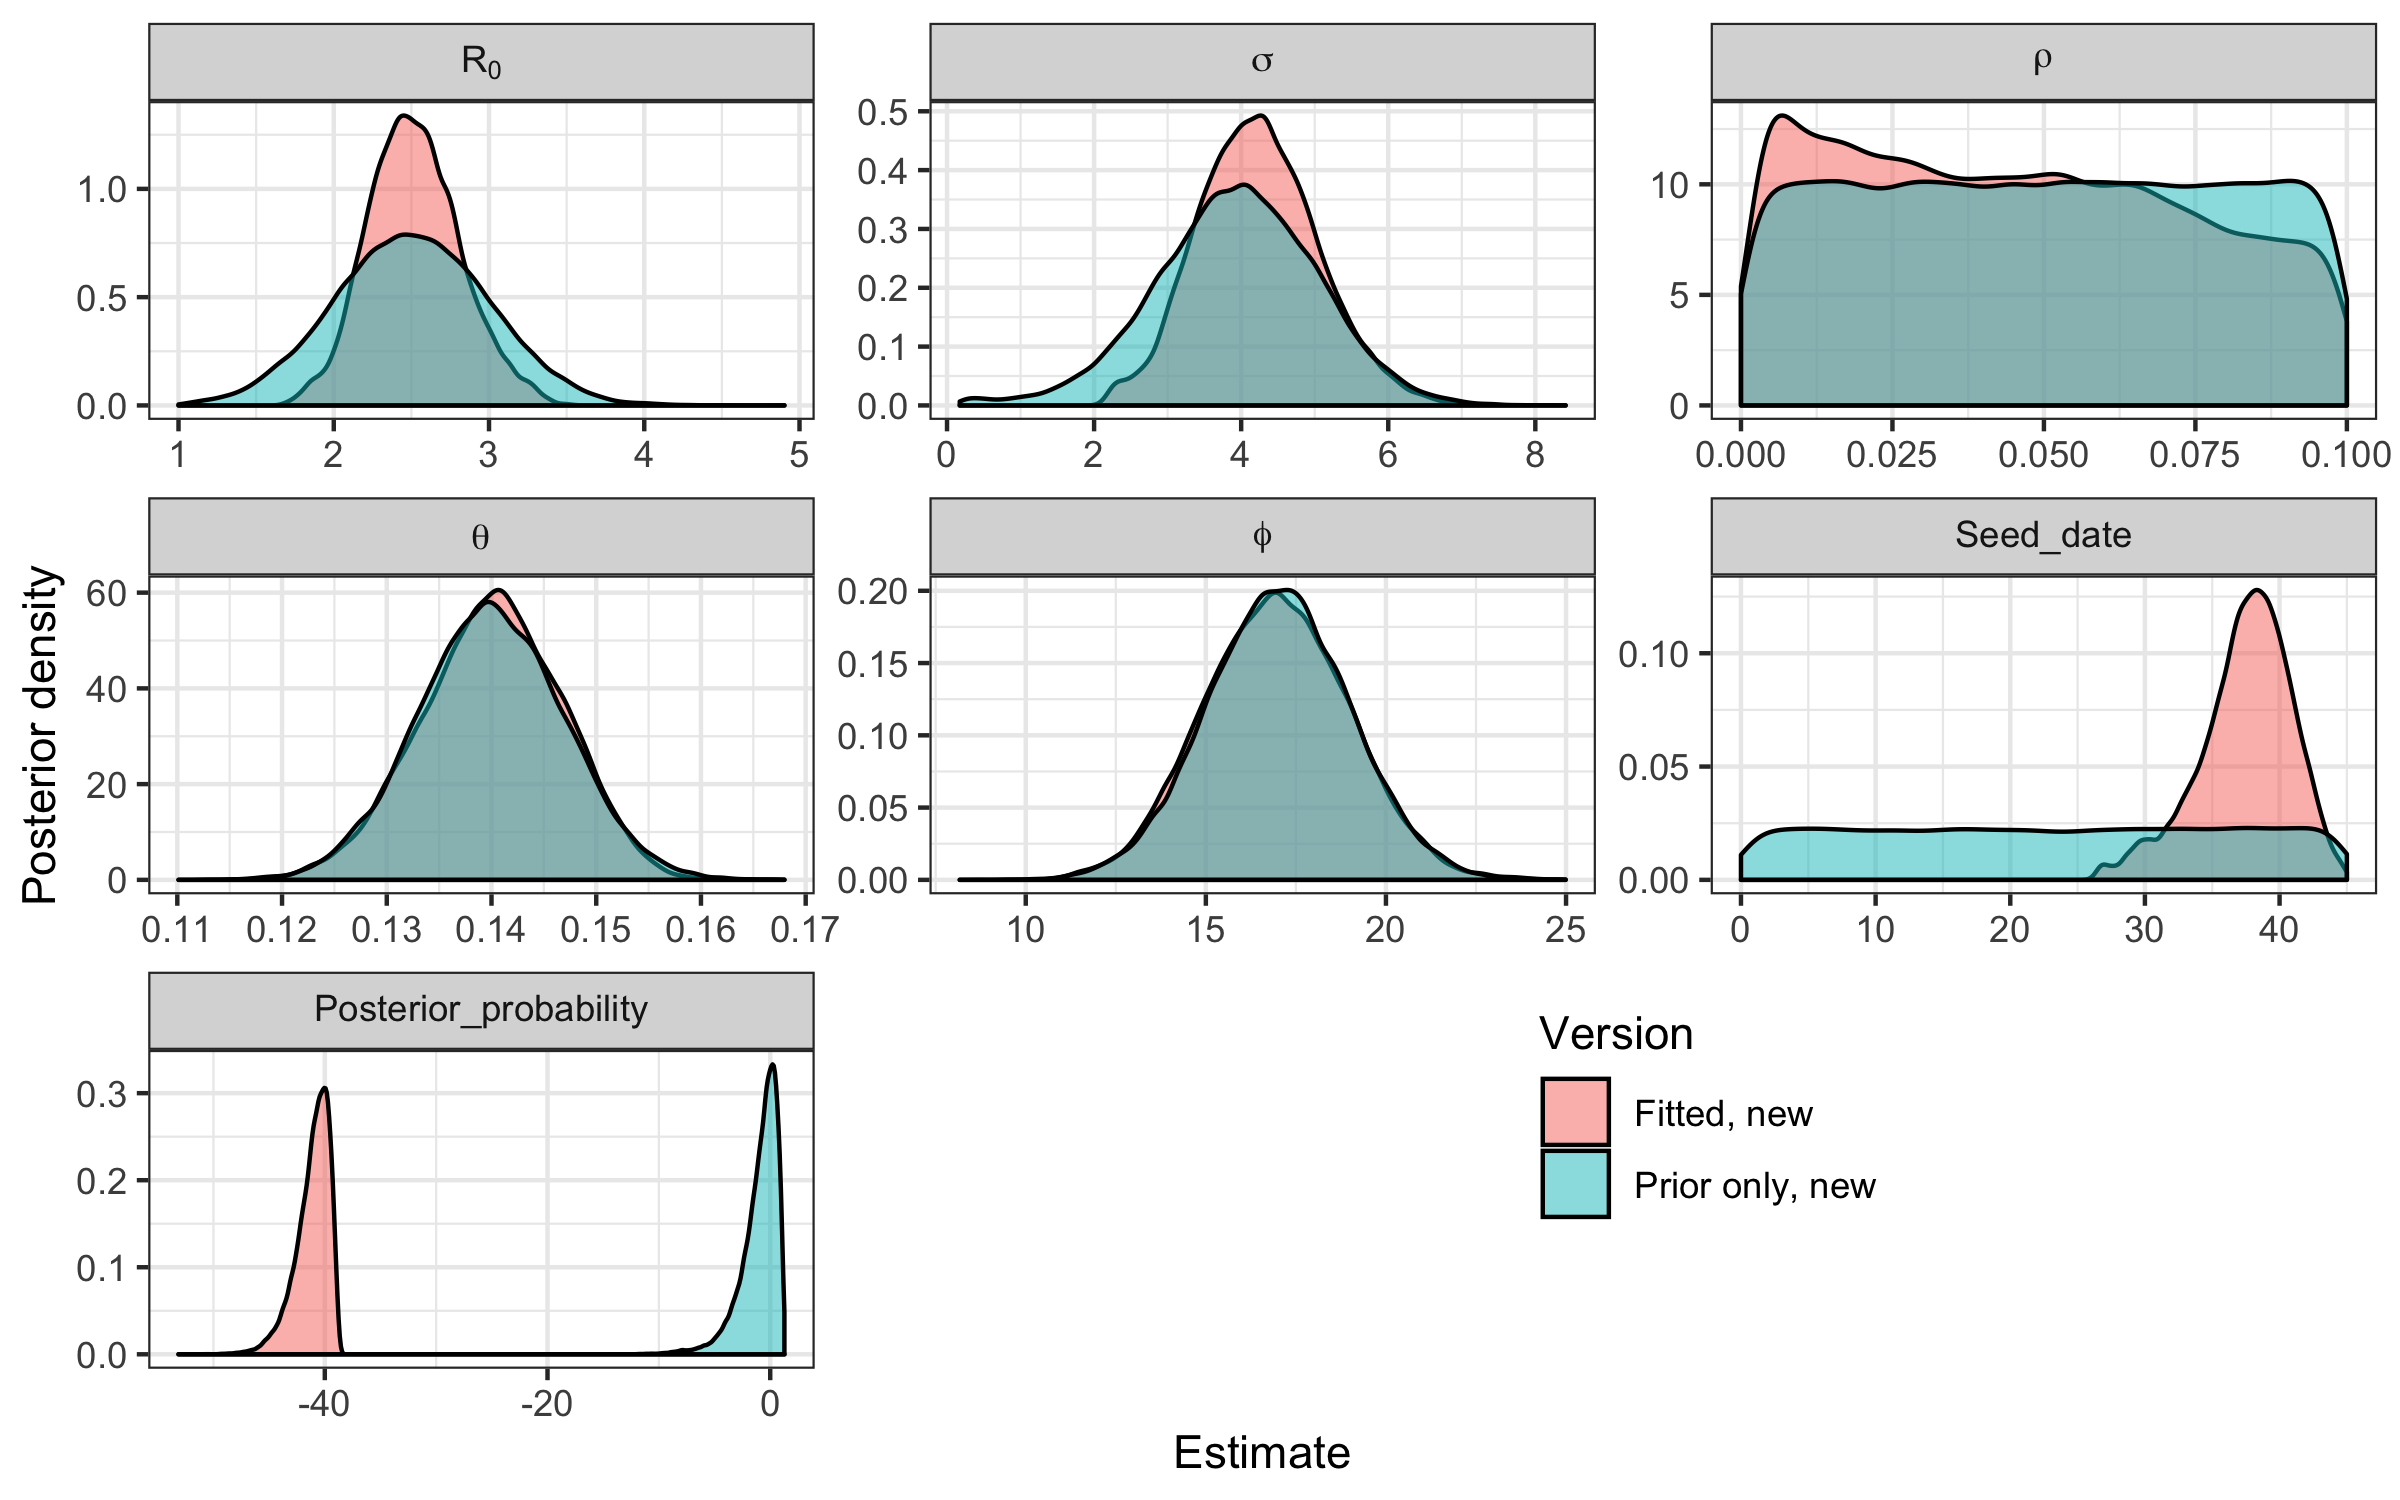 R₀
σ
ρ
1.0
0.5
0.0
1 2 3 4 5
0.5
0.4
0.3
0.2
0.1
0.0
0 2 4 6 8
10
5
0
0.000 0.025 0.050 0.075 0.100
θ
ϕ
Seed_date
60
40
20
0
0.11 0.12 0.13 0.14 0.15 0.16 0.17
0.20
0.15
0.10
0.05
0.00
10 15 20 25
0.10
0.05
0.00
0 10 20 30 40
Posterior density
Posterior_probability
0.3
0.2
0.1
0.0
-40 -20 0
Version
Fitted, new
Prior only, new
Estimate